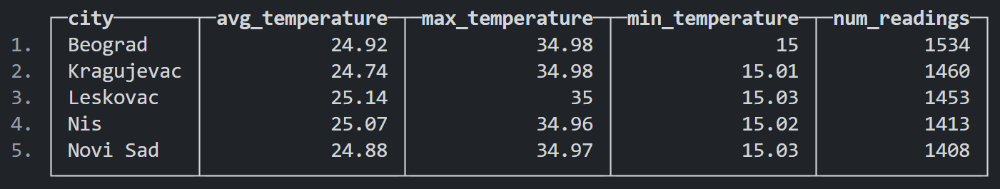 city avg_temperature max_temperature min_temperature num_readings
1. Beograd 24.92 34.98 15 1534
2. Kragujevac 24.74 34.98 15.01 1460
3. Leskovac 25.14 35 15.03 1453
4. Nis 25.07 34.96 15.02 1413
5. Novi Sad 24.88 34.97 15.03 1408